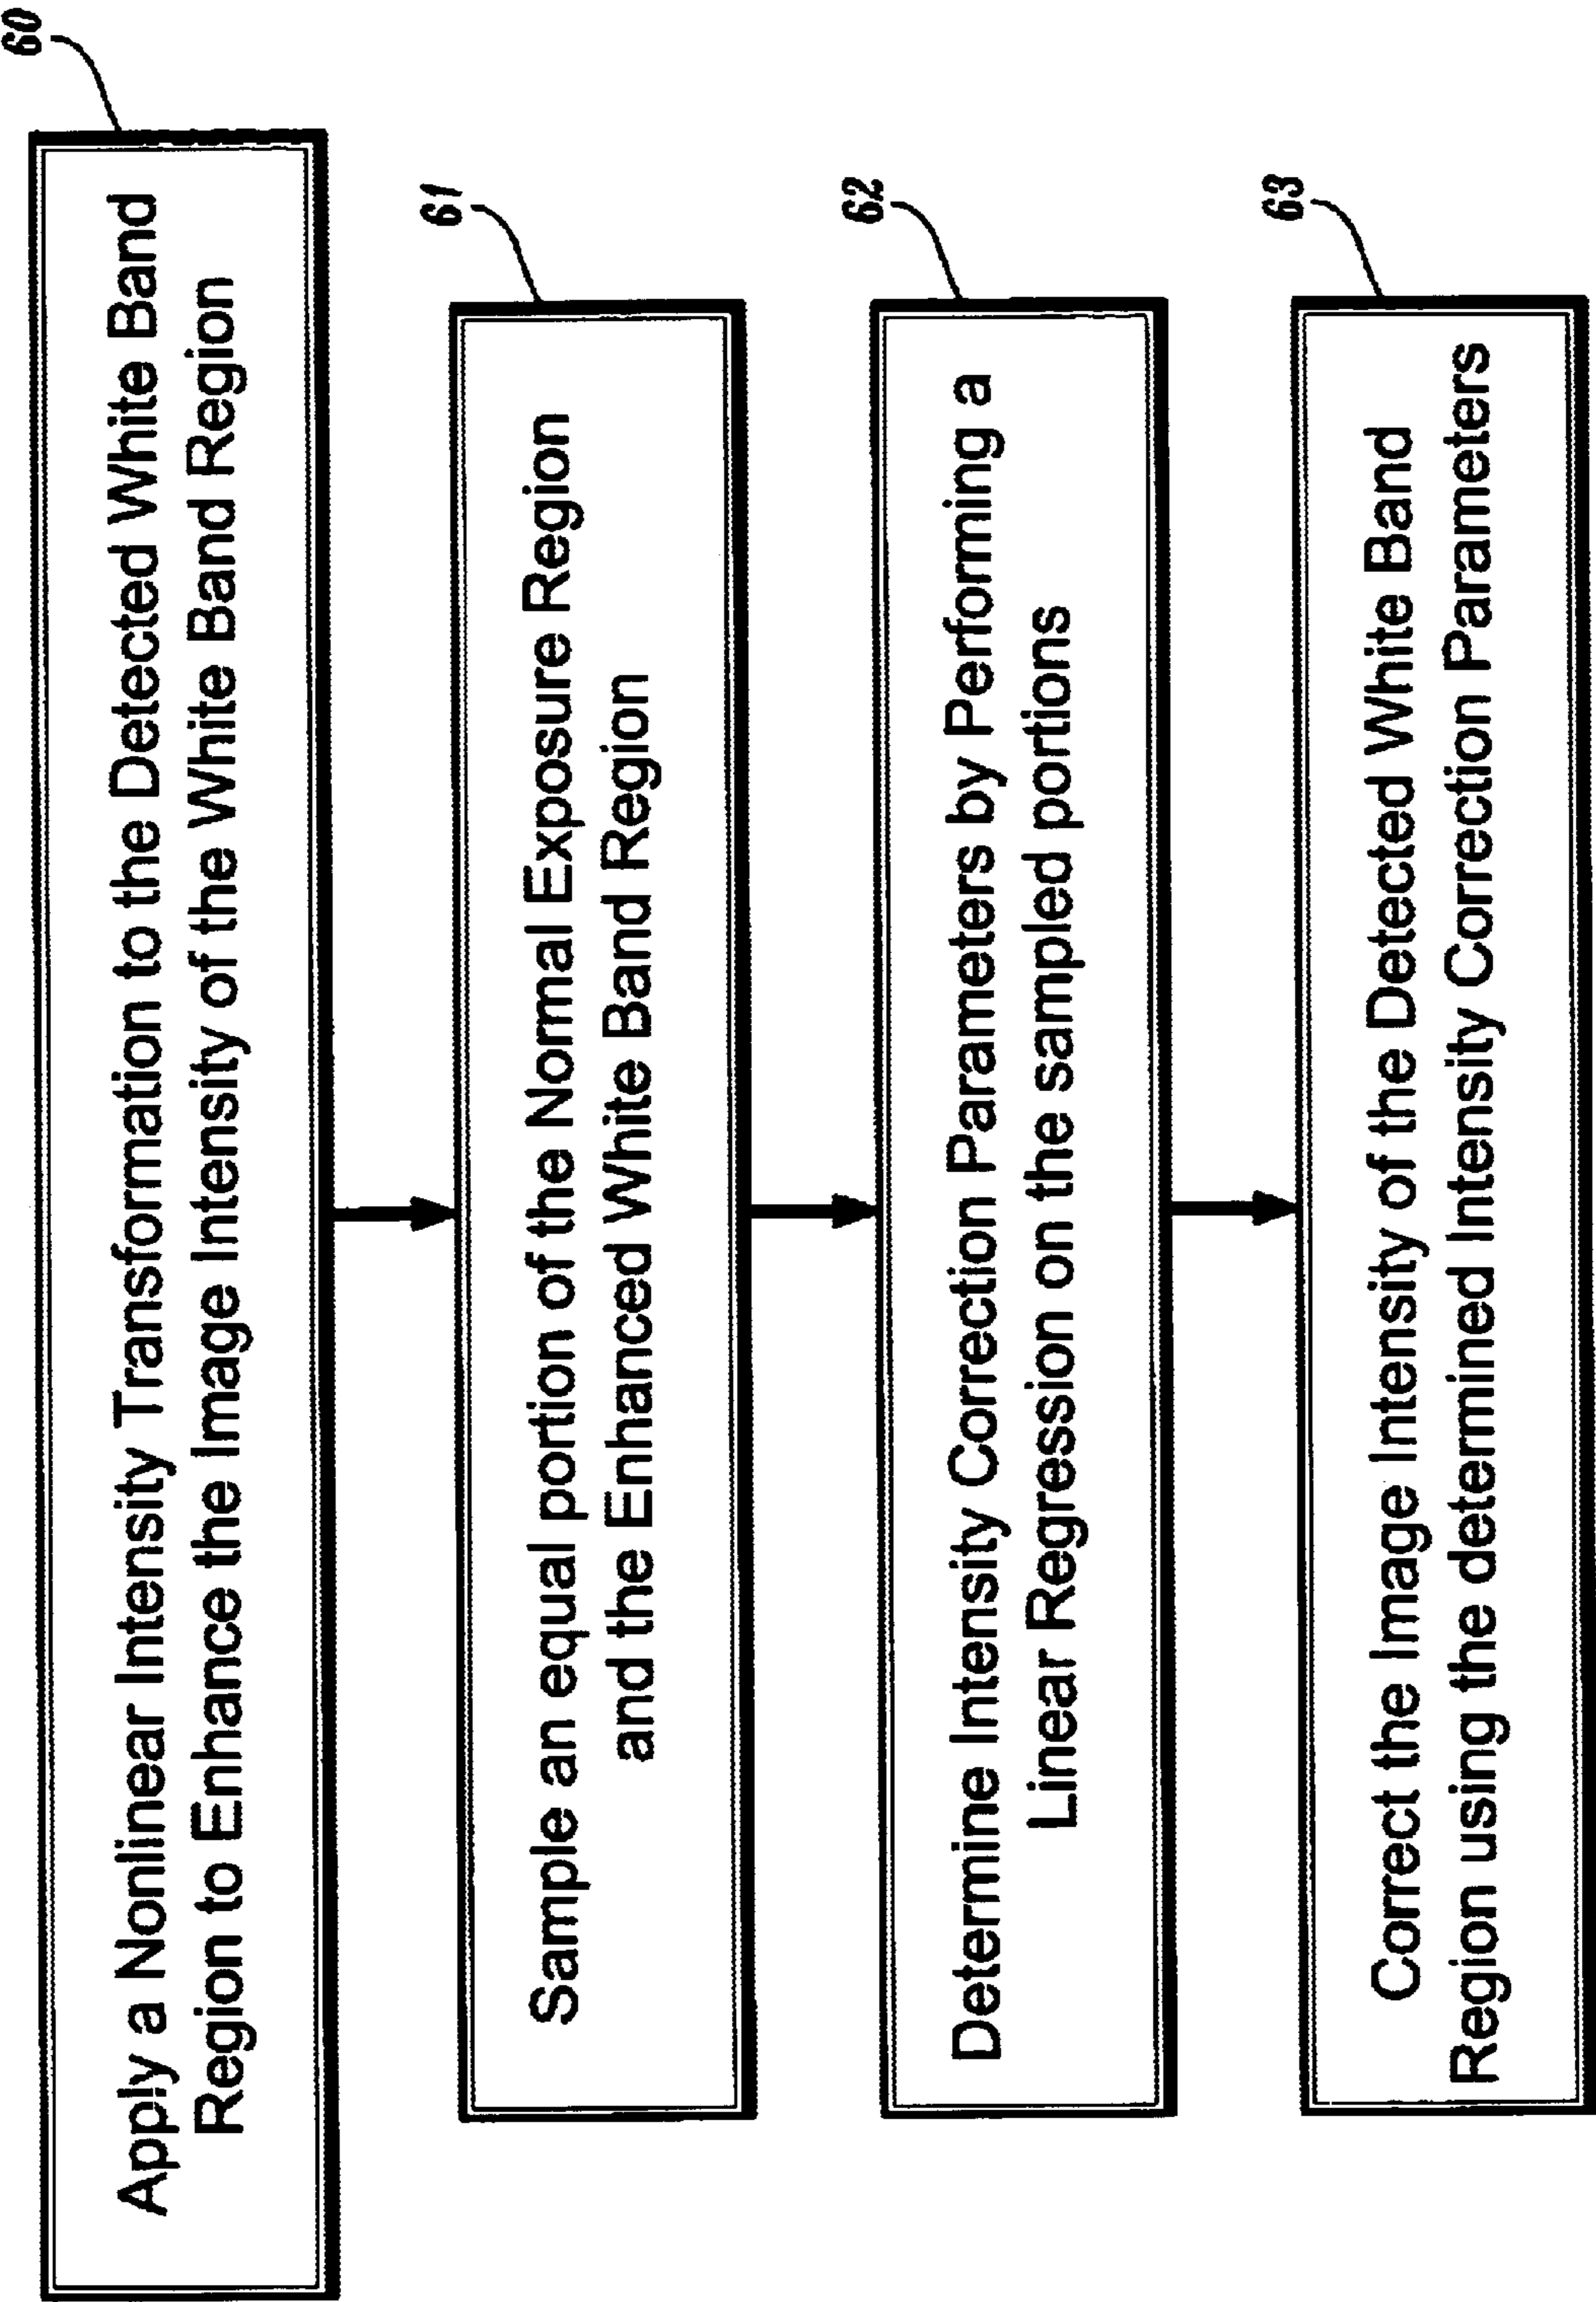 60
Apply a Nonlinear Intensity Transformation to the Detected White Band
Region to Enhance the Image Intensity of the White Band Region
61
Sample an equal portion of the Normal Exposure Region
and the Enhanced White Band Region
62
Determine Intensity Correction Parameters by Performing a
Linear Regression on the sampled portions
63
Correct the Image Intensity of the Detected White Band
Region using the determined Intensity Correction Parameters